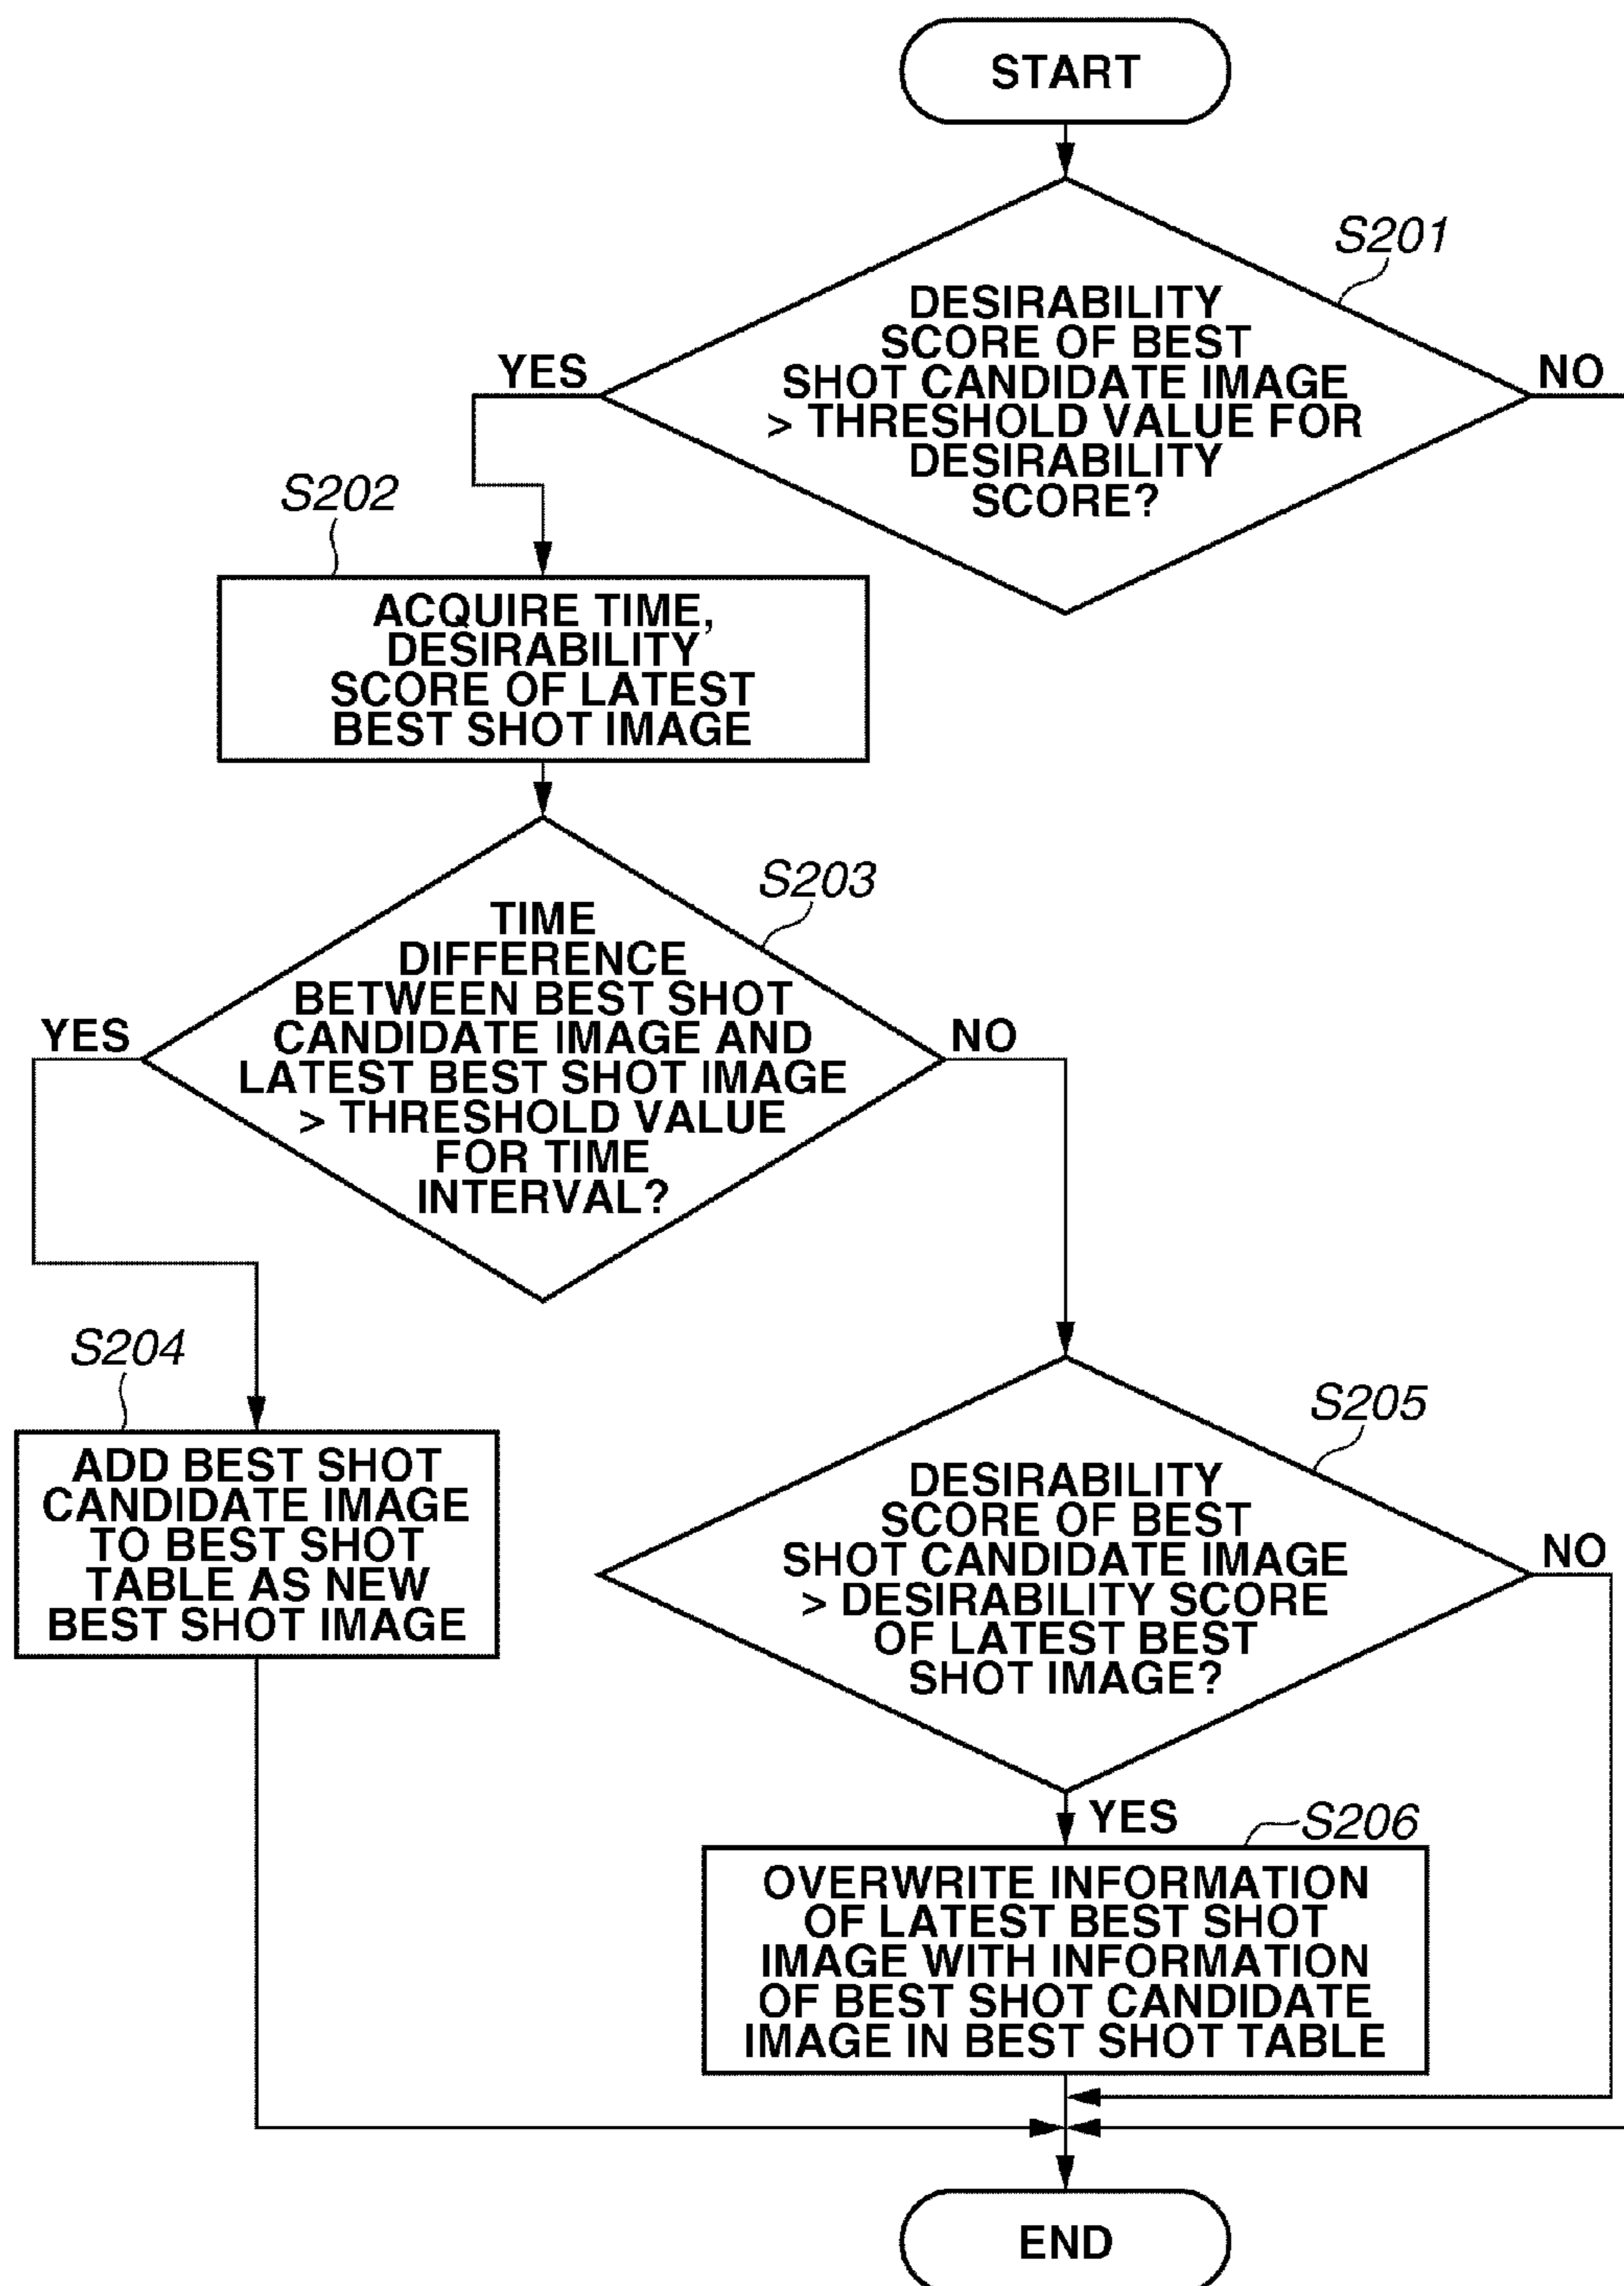 START
S201
DESIRABILITY
SCORE OF BEST
SHOT CANDIDATE IMAGE
> THRESHOLD VALUE FOR
DESIRABILITY
SCORE?
YES
NO
S202
ACQUIRE TIME,
DESIRABILITY
SCORE OF LATEST
BEST SHOT IMAGE
S203
TIME
DIFFERENCE
BETWEEN BEST SHOT
CANDIDATE IMAGE AND
LATEST BEST SHOT IMAGE
> THRESHOLD VALUE
FOR TIME
INTERVAL?
YES
NO
S204
ADD BEST SHOT
CANDIDATE IMAGE
TO BEST SHOT
TABLE AS NEW
BEST SHOT IMAGE
S205
DESIRABILITY
SCORE OF BEST
SHOT CANDIDATE IMAGE
> DESIRABILITY SCORE
OF LATEST BEST
SHOT IMAGE?
NO
YES
S206
OVERWRITE INFORMATION
OF LATEST BEST SHOT
IMAGE WITH INFORMATION
OF BEST SHOT CANDIDATE
IMAGE IN BEST SHOT TABLE
END